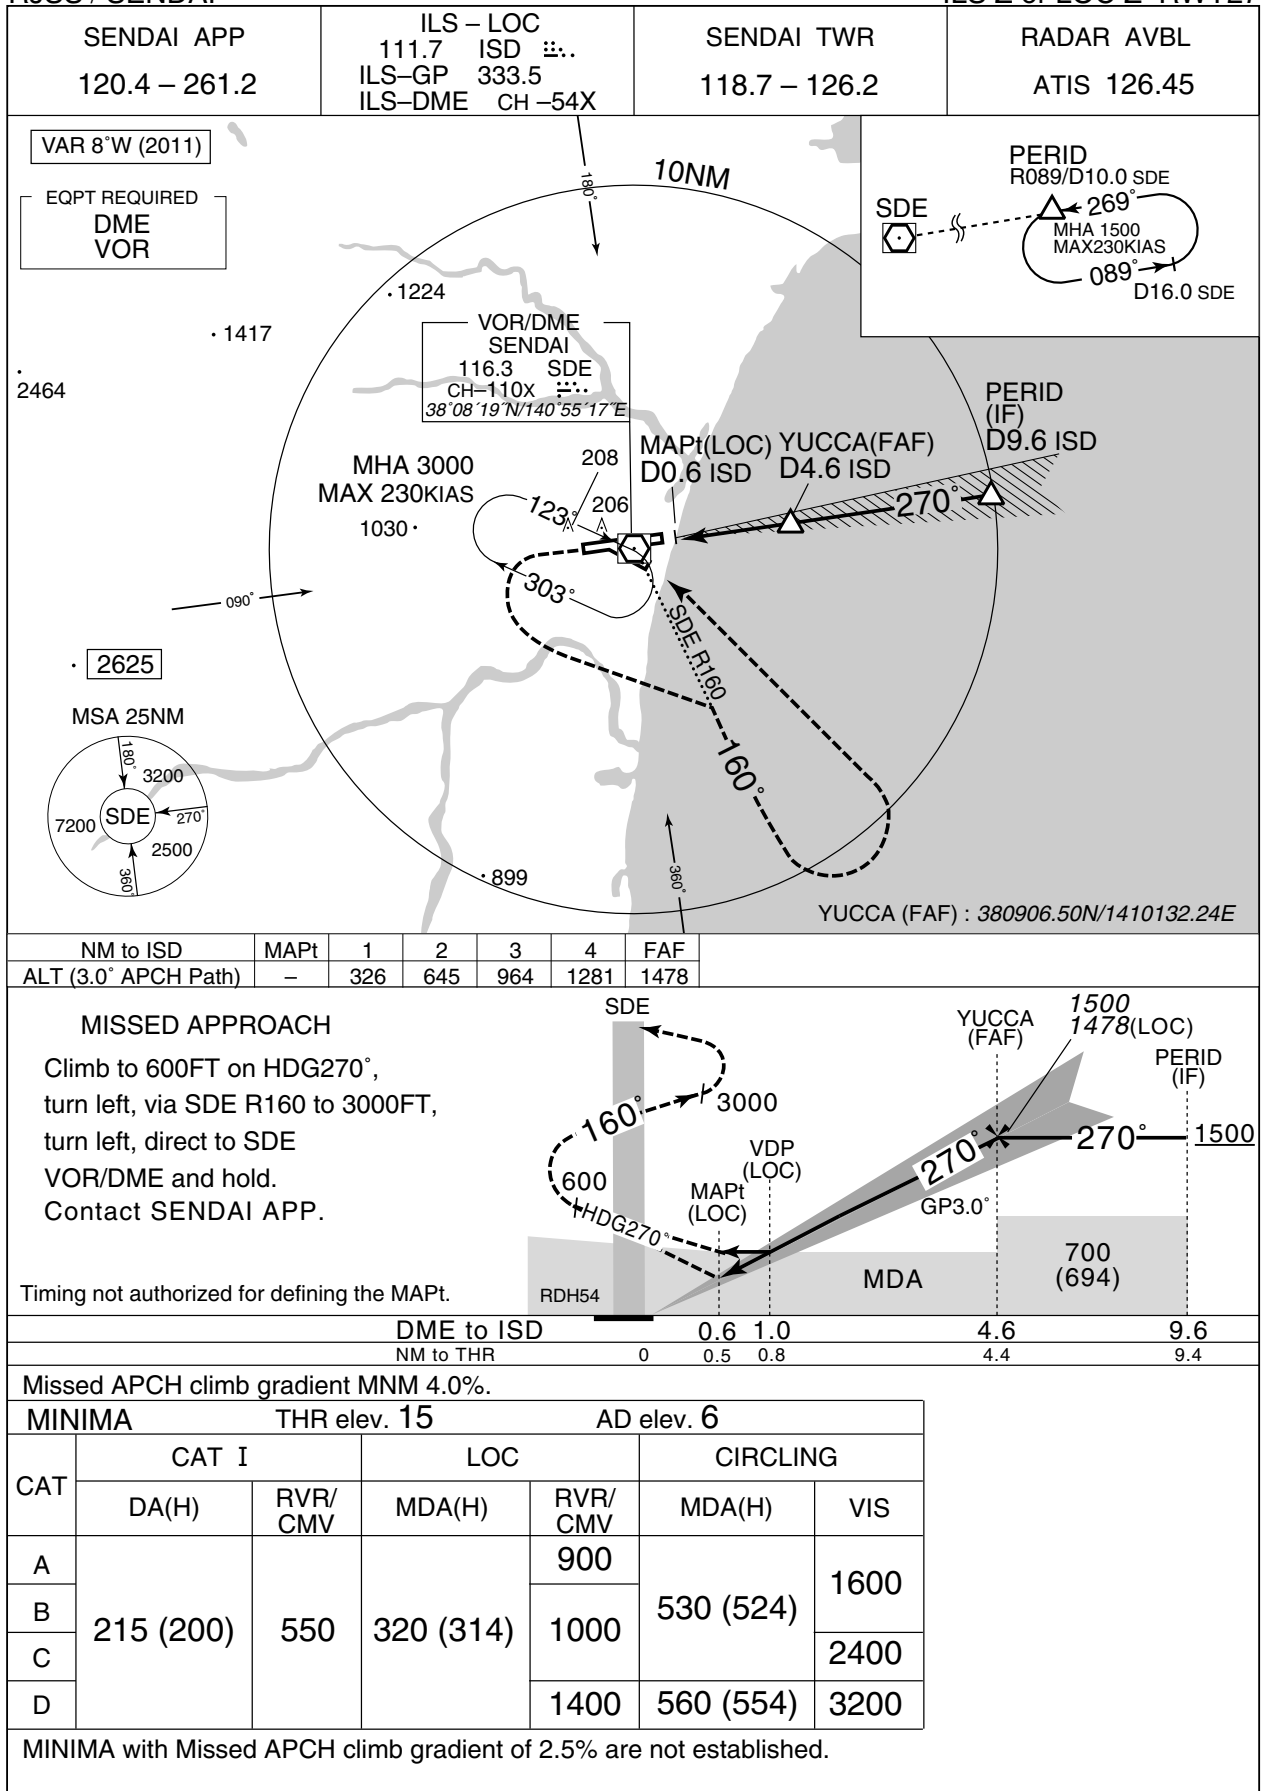 SENDAI APP
120.4 – 261.2
ILS – LOC
111.7 ISD
ILS–GP 333.5
ILS–DME CH –54X
SENDAI TWR
118.7 – 126.2
RADAR AVBL
ATIS 126.45
VAR 8°W (2011)
EQPT REQUIRED
DME
VOR
180°
10NM
PERID
R089/D10.0 SDE
SDE
269°
MHA 1500
MAX230KIAS
089°
D16.0 SDE
1224
1417
2464
VOR/DME
SENDAI
116.3 SDE
CH–110X
38°08´19˝N/140°55´17˝E
PERID
(IF)
D9.6 ISD
MAPt(LOC)
D0.6 ISD
YUCCA(FAF)
D4.6 ISD
MHA 3000
MAX 230KIAS
208
206
1030
123°
270°
303°
090°
SDE R160
160°
2625
MSA 25NM
180°
3200
7200
SDE
270°
2500
360°
899
360°
YUCCA (FAF) : 380906.50N/1410132.24E
NM to ISD MAPt 1 2 3 4 FAF
ALT (3.0° APCH Path) – 326 645 964 1281 1478
MISSED APPROACH
Climb to 600FT on HDG270°,
turn left, via SDE R160 to 3000FT,
turn left, direct to SDE
VOR/DME and hold.
Contact SENDAI APP.
Timing not authorized for defining the MAPt.
SDE
160°
3000
600
HDG270°
MAPt
(LOC)
VDP
(LOC)
YUCCA
(FAF)
1500
1478(LOC)
PERID
(IF)
270°
270°
1500
GP3.0°
RDH54
MDA
700
(694)
DME to ISD 0.6 1.0 4.6 9.6
NM to THR 0 0.5 0.8 4.4 9.4
Missed APCH climb gradient MNM 4.0%.
MINIMA THR elev. 15 AD elev. 6
CAT CAT I LOC CIRCLING
DA(H) RVR/CMV MDA(H) RVR/CMV MDA(H) VIS
A 215 (200) 550 320 (314) 900 530 (524) 1600
B 1000
C 2400
D 1400 560 (554) 3200
MINIMA with Missed APCH climb gradient of 2.5% are not established.